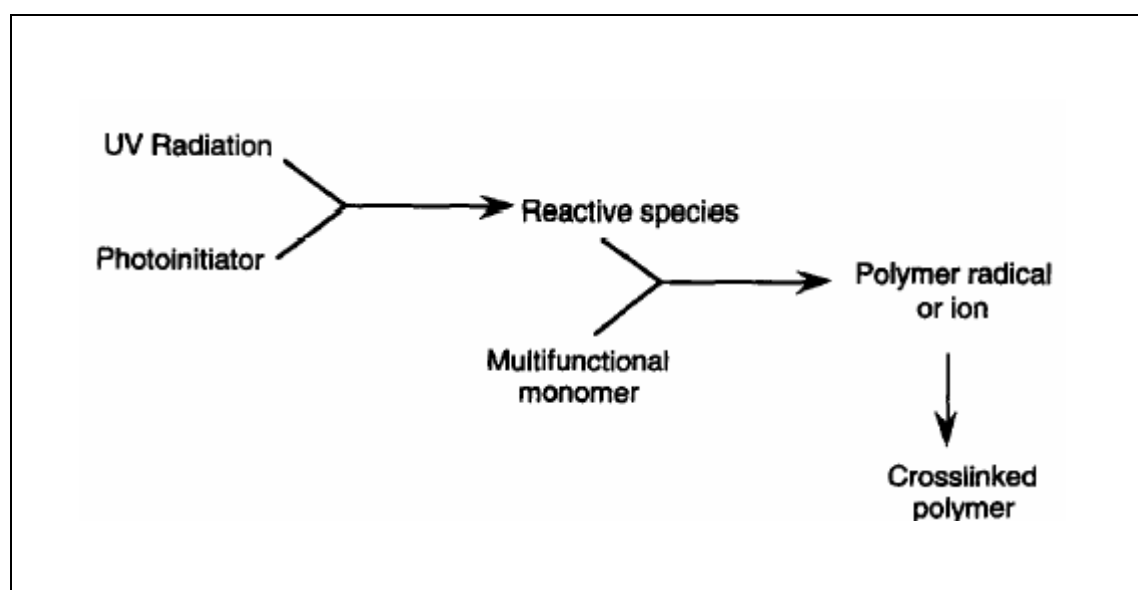 UV Radiation
Photoinitiator
Reactive species
Multifunctional
monomer
Polymer radical
or ion
Crosslinked
polymer